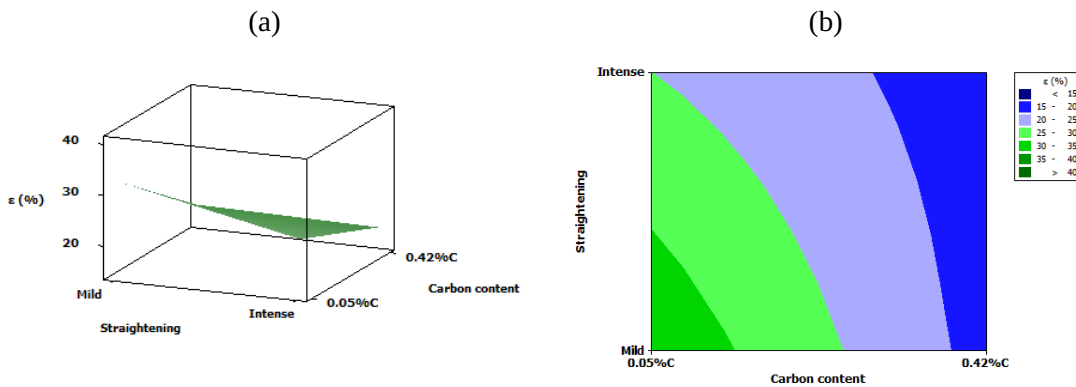 (a)
40
30
ε (%)
20
Mild
Intense
Straightening
0.05%C
0.42%C
Carbon content
(b)
Intense
Straightening
Mild
0.05%C
0.42%C
Carbon content
ε (%)
< 15
15 - 20
20 - 25
25 - 30
30 - 35
35 - 40
> 40